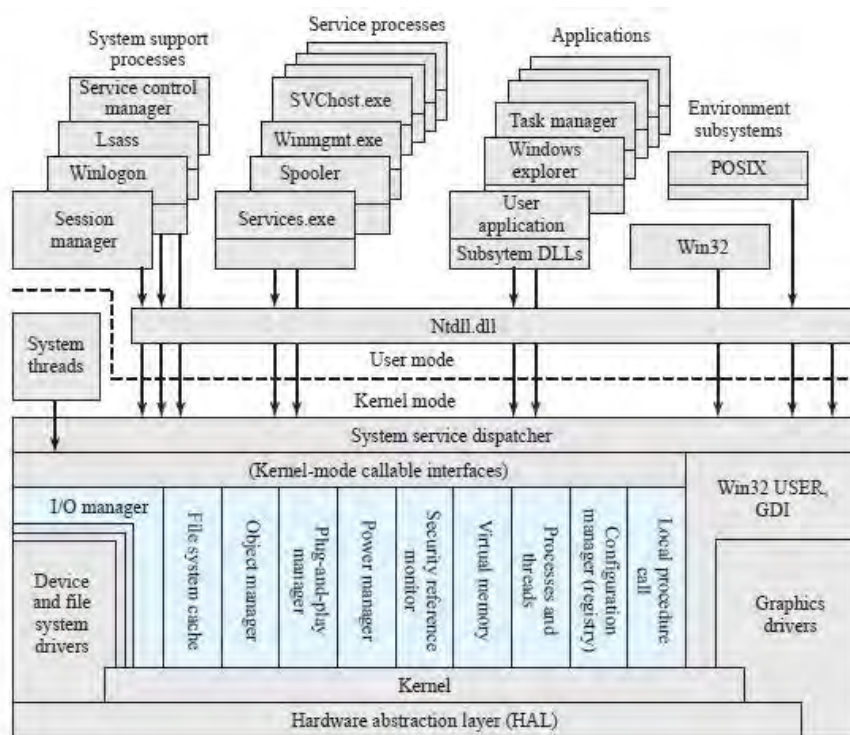 System support
processes
Service processes
Applications
Environment
subsystems
Service control
manager
Lsass
Winlogon
Session
manager
SVChost.exe
Winmgmt.exe
Spooler
Services.exe
Task manager
Windows
explorer
User
application
Subsytem DLLs
POSIX
Win32
Ntdll.dll
System
threads
User mode
Kernel mode
System service dispatcher
(Kernel-mode callable interfaces)
I/O manager
Device and
file system
drivers
File system cache
Object manager
Plug-and-play
manager
Power manager
Security reference
monitor
Virtual memory
Processes and
threads
Configuration
manager (registry)
Local procedure
call
Win32 USER,
GDI
Graphics
drivers
Kernel
Hardware abstraction layer (HAL)